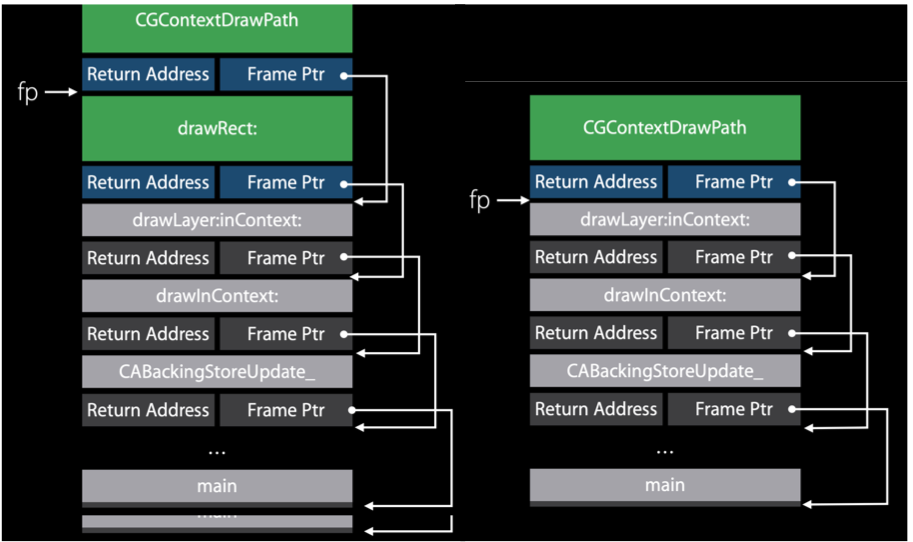 CGContextDrawPath
Return Address Frame Ptr
fp
drawRect:
Return Address Frame Ptr
drawLayer:inContext:
Return Address Frame Ptr
drawInContext:
Return Address Frame Ptr
CABackingStoreUpdate_
Return Address Frame Ptr
...
main
main
CGContextDrawPath
Return Address Frame Ptr
fp
drawLayer:inContext:
Return Address Frame Ptr
drawInContext:
Return Address Frame Ptr
CABackingStoreUpdate_
Return Address Frame Ptr
...
main